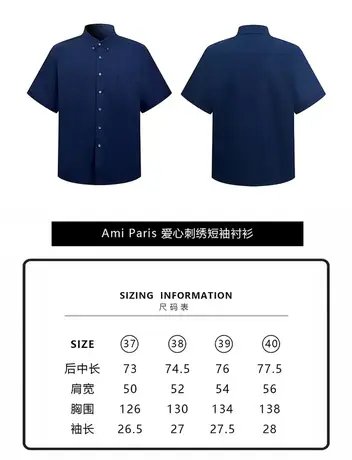 Ami Paris 爱心刺绣短袖衬衫
SIZING INFORMATION
尺码表
SIZE 37 38 39 40
后中长 73 74.5 76 77.5
肩宽 50 52 54 56
胸围 126 130 134 138
袖长 26.5 27 27.5 28